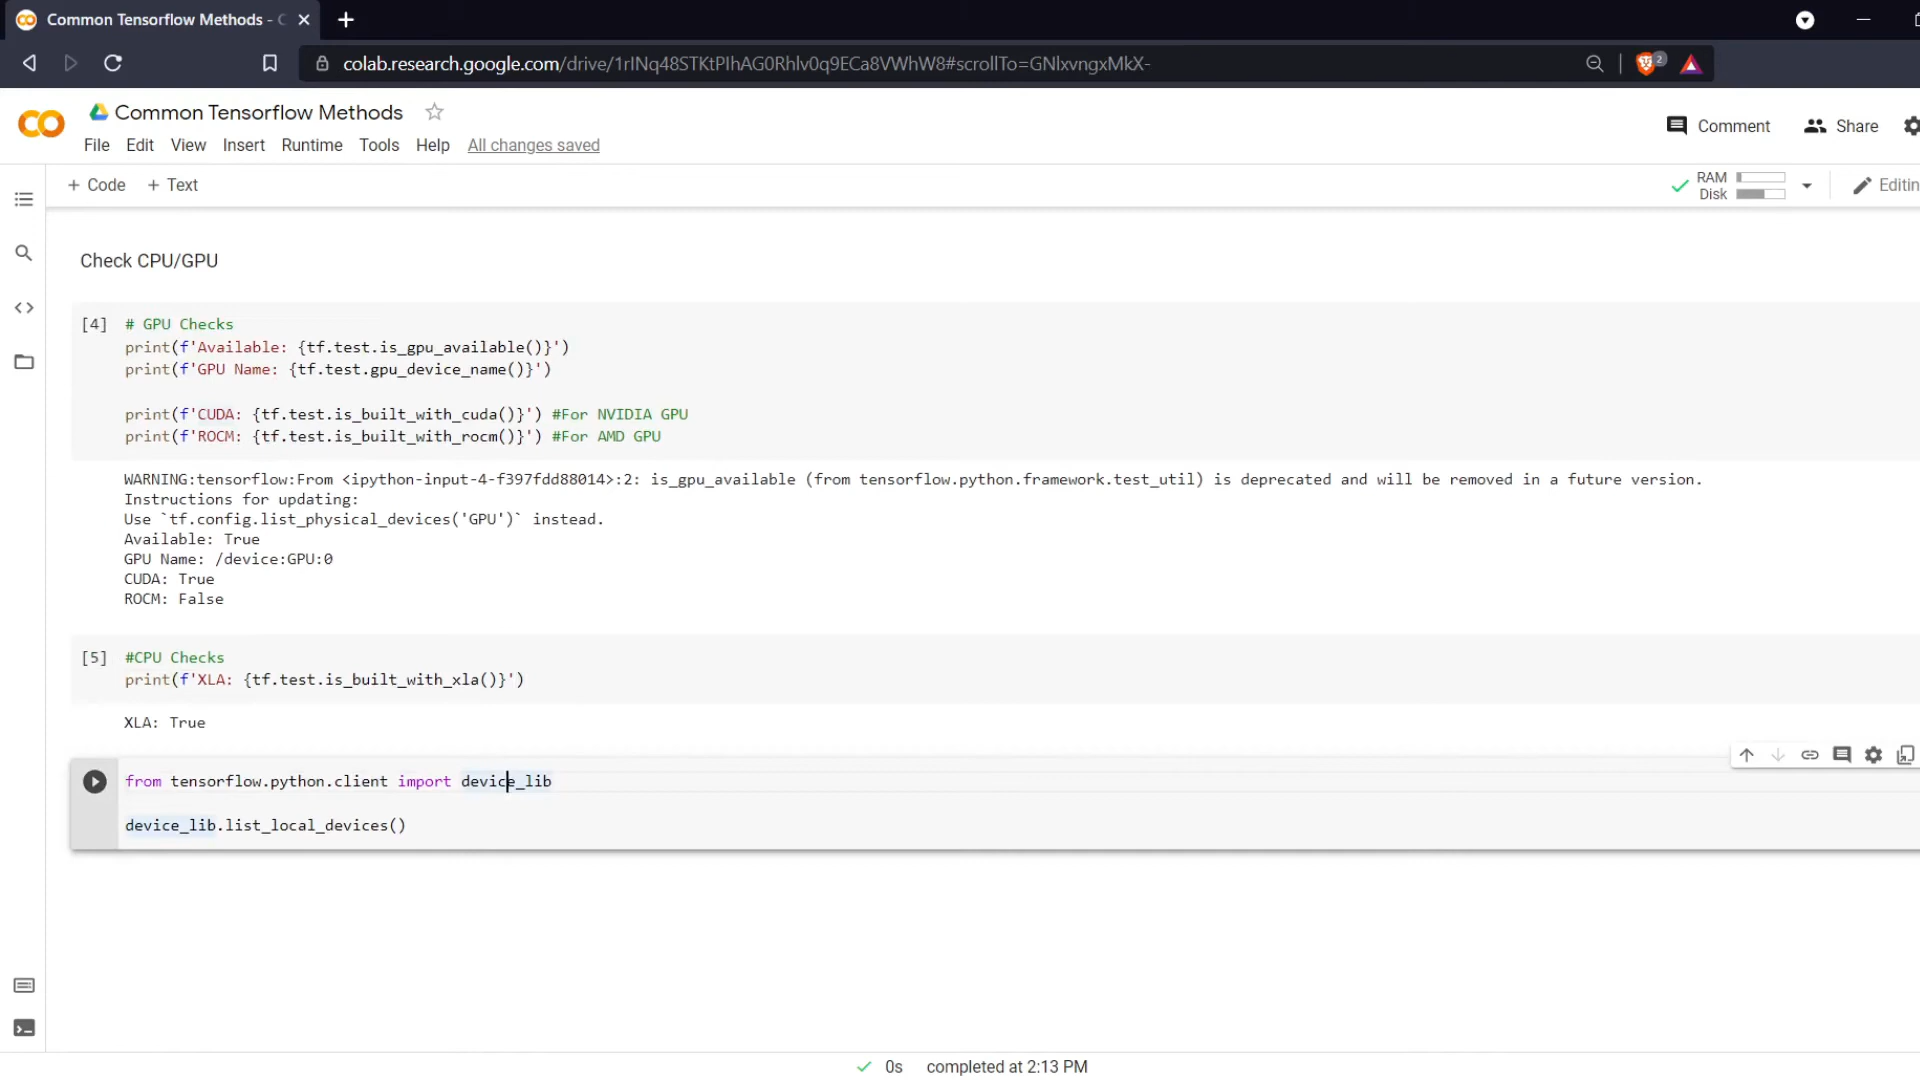 Common Tensorflow Methods - C
colab.research.google.com/drive/1rINq48STKtPIhAG0Rhlv0q9ECa8VWhW8#scrollTo=GNlxvngxMkX-
2
CO
Common Tensorflow Methods
File Edit View Insert Runtime Tools Help All changes saved
Comment
Share
+ Code + Text
RAM
Disk
Editin
Check CPU/GPU
[4] # GPU Checks
print(f'Available: {tf.test.is_gpu_available()}')
print(f'GPU Name: {tf.test.gpu_device_name()}')
print(f'CUDA: {tf.test.is_built_with_cuda()}') #For NVIDIA GPU
print(f'ROCM: {tf.test.is_built_with_rocm()}') #For AMD GPU
WARNING:tensorflow:From <ipython-input-4-f397fdd88014>:2: is_gpu_available (from tensorflow.python.framework.test_util) is deprecated and will be removed in a future version.
Instructions for updating:
Use `tf.config.list_physical_devices('GPU')` instead.
Available: True
GPU Name: /device:GPU:0
CUDA: True
ROCM: False
[5] #CPU Checks
print(f'XLA: {tf.test.is_built_with_xla()}')
XLA: True
from tensorflow.python.client import device_lib
device_lib.list_local_devices()
0s completed at 2:13 PM